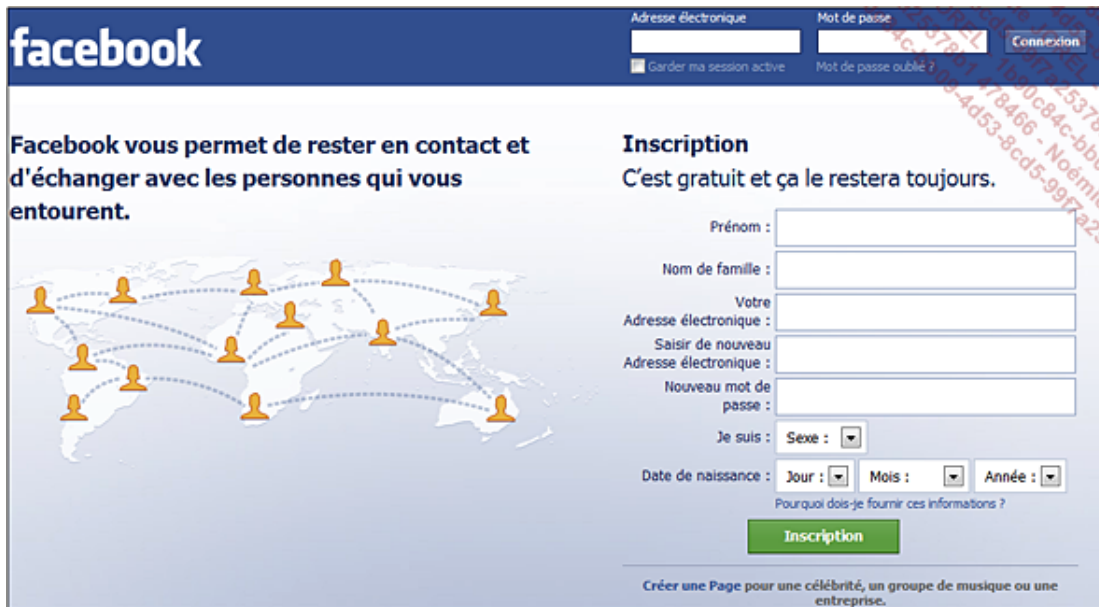 facebook
Adresse électronique
Mot de passe
Connexion
Garder ma session active
Mot de passe oublié ?
Facebook vous permet de rester en contact et
d'échanger avec les personnes qui vous
entourent.
Inscription
C'est gratuit et ça le restera toujours.
Prénom :
Nom de famille :
Votre
Adresse électronique :
Saisir de nouveau
Adresse électronique :
Nouveau mot de
passe :
Je suis :
Sexe :
Date de naissance :
Jour :
Mois :
Année :
Pourquoi dois-je fournir ces informations ?
Inscription
Créer une Page pour une célébrité, un groupe de musique ou une
entreprise.